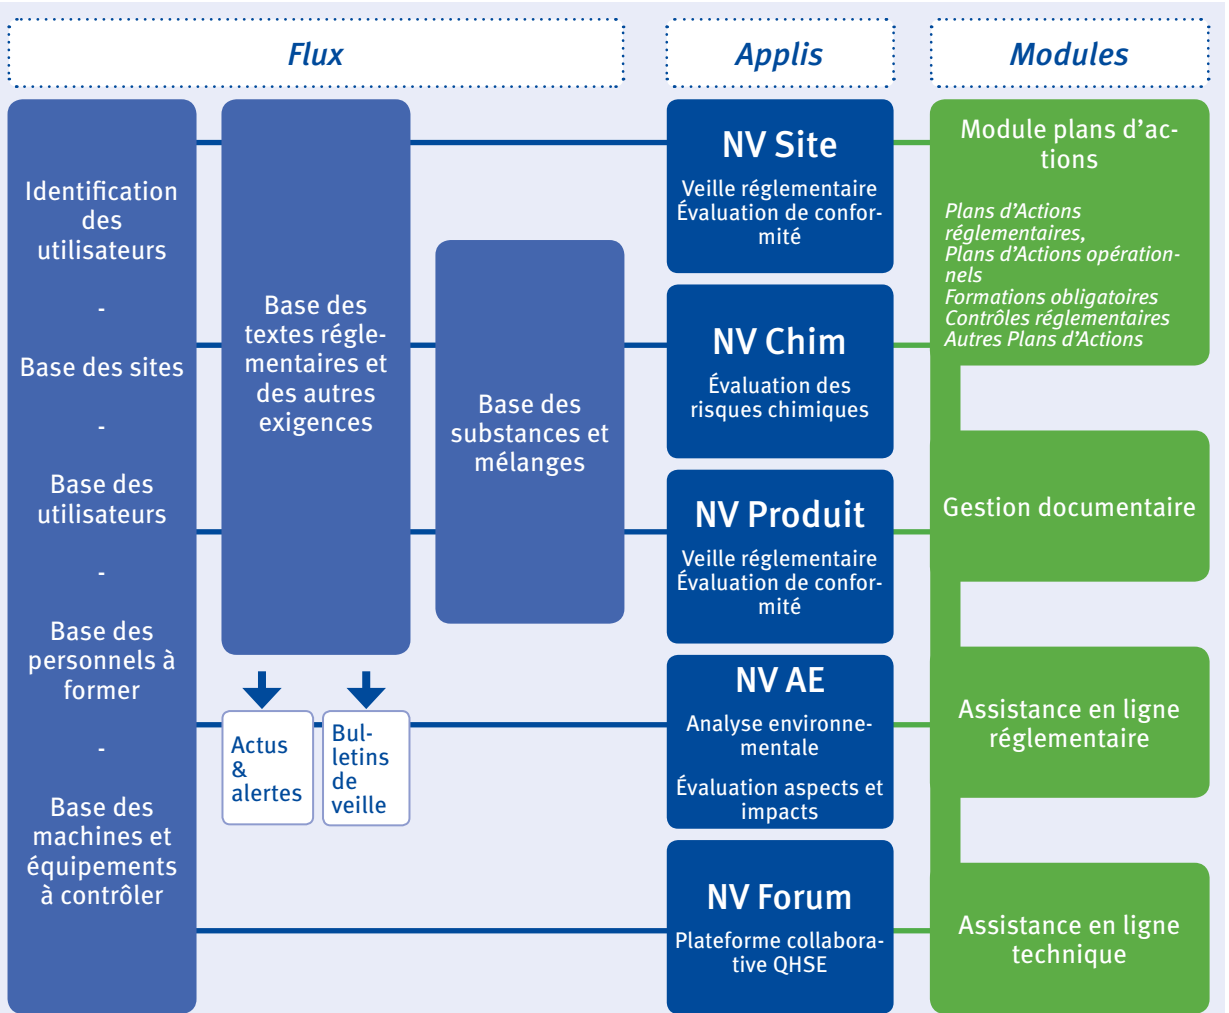 Flux
Applis
Modules
Identification
des
utilisateurs
-
Base des sites
-
Base des
utilisateurs
-
Base des
personnels à
former
-
Base des
machines et
équipements
à contrôler
Base des
textes régle-
mentaires et
des autres
exigences
Actus
&
alertes
Bul-
letins
de
veille
Base des
substances et
mélanges
NV Site
Veille réglementaire
Évaluation de confor-
mité
NV Chim
Évaluation des
risques chimiques
NV Produit
Veille réglementaire
Évaluation de confor-
mité
NV AE
Analyse environne-
mentale
Évaluation aspects et
impacts
NV Forum
Plateforme collabora-
tive QHSE
Module plans d’ac-
tions
Plans d’Actions
réglementaires,
Plans d’Actions opération-
nels
Formations obligatoires
Contrôles réglementaires
Autres Plans d’Actions
Gestion documentaire
Assistance en ligne
réglementaire
Assistance en ligne
technique